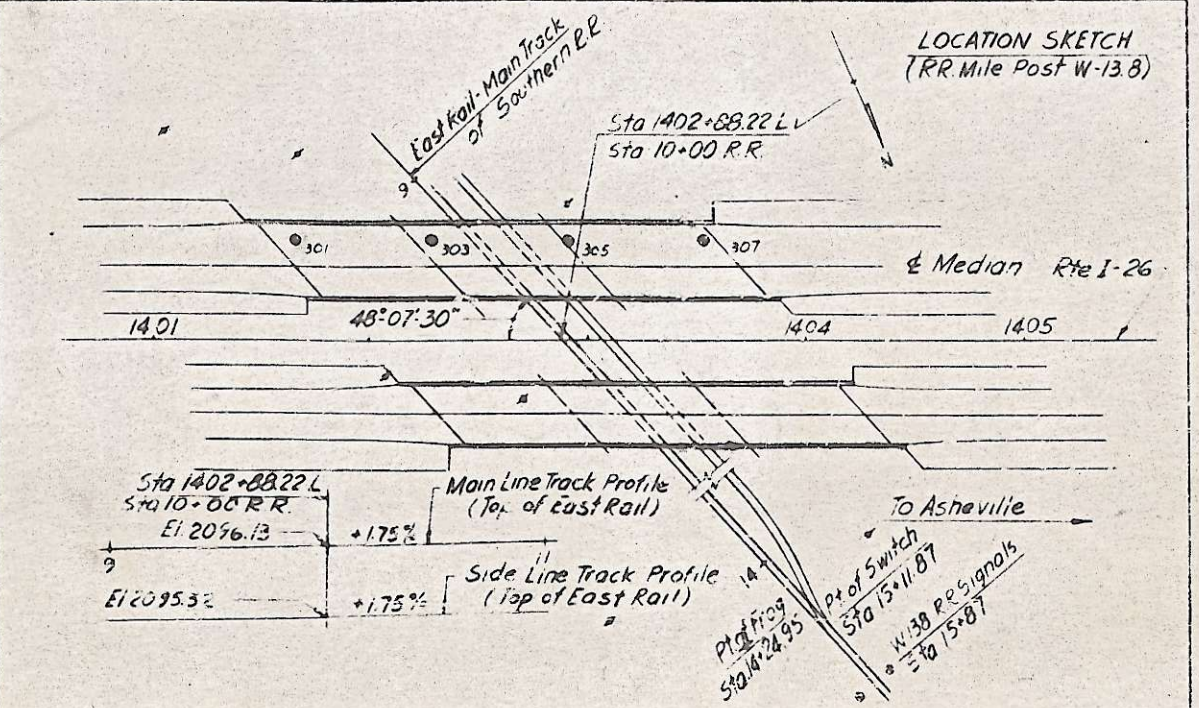 LOCATION SKETCH
(R.R. Mile Post W-13.8)
East Rail-Main Track
of Southern R.R.
Sta 1402+88.22 L
Sta 10+00 R.R.
N
9
301
303
305
307
℄ Median Rte I-26
1401
48°-07'-30"
1404
1405
Sta 1402+88.22 L
Sta 10+00 R.R.
El 2096.13
+1.75%
Main Line Track Profile
(Top of East Rail)
9
11
El 2095.32
+1.75%
Side Line Track Profile
(Top of East Rail)
To Asheville
14
Pt. of Frog
Sta. 14+24.95
Pt of Switch
Sta 15+11.87
W138 R.R Signals
Sta 15+87